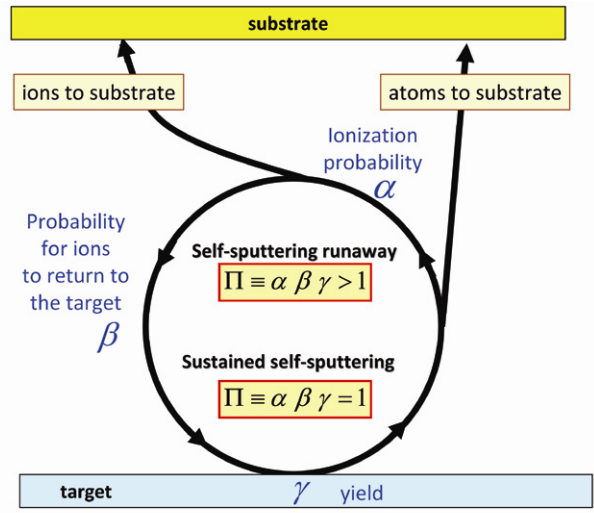 substrate
ions to substrate
atoms to substrate
Ionization
probability
α
Probability
for ions
to return to
the target
β
Self-sputtering runaway
Π ≡ α β γ > 1
Sustained self-sputtering
Π ≡ α β γ = 1
target
γ yield